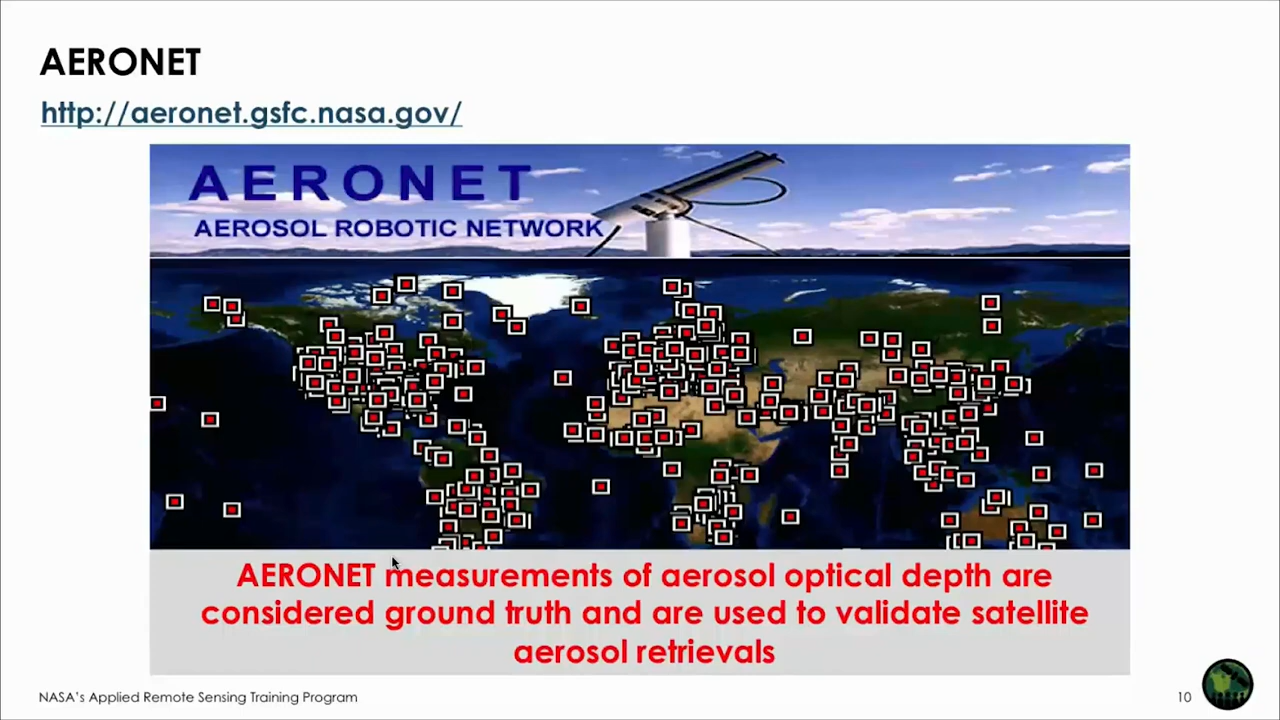 AERONET
http://aeronet.gsfc.nasa.gov/
AERONET
AEROSOL ROBOTIC NETWORK
AERONET measurements of aerosol optical depth are
considered ground truth and are used to validate satellite
aerosol retrievals
NASA's Applied Remote Sensing Training Program
10